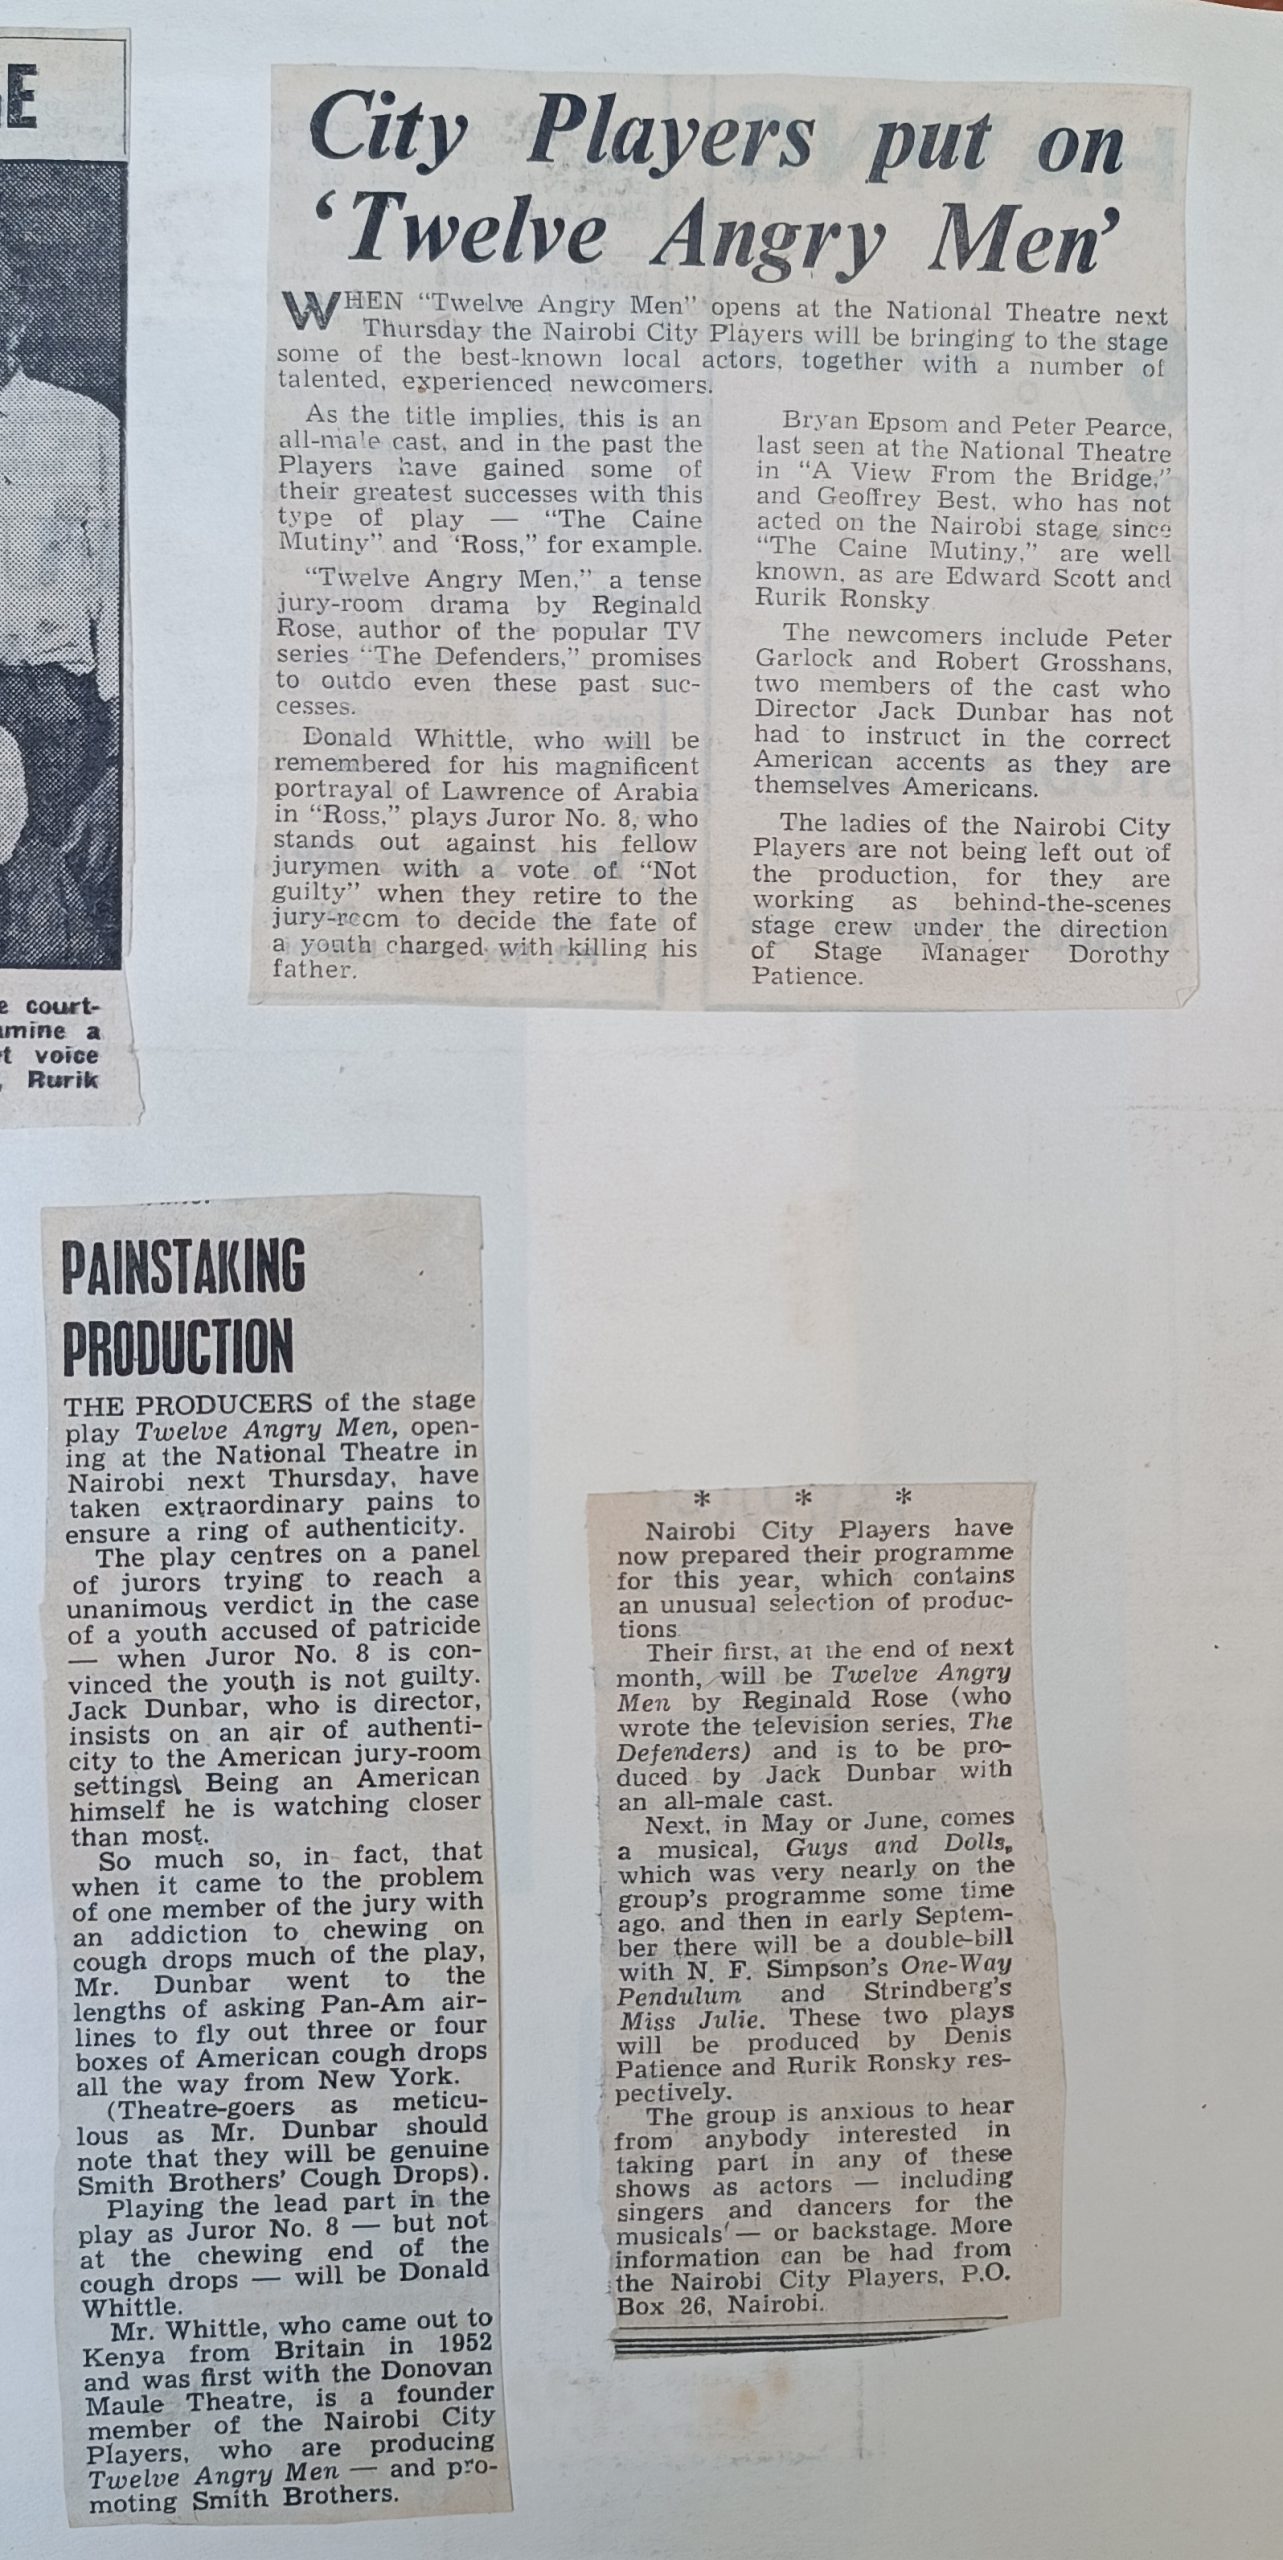 E
e court-
amine a
t voice
, Rurik
City Players put on
‘Twelve Angry Men’
WHEN “Twelve Angry Men” opens at the National Theatre next
Thursday the Nairobi City Players will be bringing to the stage
some of the best-known local actors, together with a number of
talented, experienced newcomers.
As the title implies, this is an
all-male cast, and in the past the
Players have gained some of
their greatest successes with this
type of play — “The Caine
Mutiny” and ‘Ross,” for example.
“Twelve Angry Men,” a tense
jury-room drama by Reginald
Rose, author of the popular TV
series “The Defenders,” promises
to outdo even these past suc-
cesses.
Donald Whittle, who will be
remembered for his magnificent
portrayal of Lawrence of Arabia
in “Ross,” plays Juror No. 8, who
stands out against his fellow
jurymen with a vote of “Not
guilty” when they retire to the
jury-room to decide the fate of
a youth charged with killing his
father.
Bryan Epsom and Peter Pearce,
last seen at the National Theatre
in “A View From the Bridge,”
and Geoffrey Best, who has not
acted on the Nairobi stage since
“The Caine Mutiny,” are well
known, as are Edward Scott and
Rurik Ronsky
The newcomers include Peter
Garlock and Robert Grosshans,
two members of the cast who
Director Jack Dunbar has not
had to instruct in the correct
American accents as they are
themselves Americans.
The ladies of the Nairobi City
Players are not being left out of
the production, for they are
working as behind-the-scenes
stage crew under the direction
of Stage Manager Dorothy
Patience.
PAINSTAKING
PRODUCTION
THE PRODUCERS of the stage
play Twelve Angry Men, open-
ing at the National Theatre in
Nairobi next Thursday, have
taken extraordinary pains to
ensure a ring of authenticity.
The play centres on a panel
of jurors trying to reach a
unanimous verdict in the case
of a youth accused of patricide
— when Juror No. 8 is con-
vinced the youth is not guilty.
Jack Dunbar, who is director,
insists on an air of authenti-
city to the American jury-room
settings. Being an American
himself he is watching closer
than most.
So much so, in fact, that
when it came to the problem
of one member of the jury with
an addiction to chewing on
cough drops much of the play,
Mr. Dunbar went to the
lengths of asking Pan-Am air-
lines to fly out three or four
boxes of American cough drops
all the way from New York.
(Theatre-goers as meticu-
lous as Mr. Dunbar should
note that they will be genuine
Smith Brothers’ Cough Drops).
Playing the lead part in the
play as Juror No. 8 — but not
at the chewing end of the
cough drops — will be Donald
Whittle.
Mr. Whittle, who came out to
Kenya from Britain in 1952
and was first with the Donovan
Maule Theatre, is a founder
member of the Nairobi City
Players, who are producing
Twelve Angry Men — and pro-
moting Smith Brothers.
* * *
Nairobi City Players have
now prepared their programme
for this year, which contains
an unusual selection of produc-
tions
Their first, at the end of next
month, will be Twelve Angry
Men by Reginald Rose (who
wrote the television series, The
Defenders) and is to be pro-
duced by Jack Dunbar with
an all-male cast.
Next, in May or June, comes
a musical, Guys and Dolls,
which was very nearly on the
group’s programme some time
ago, and then in early Septem-
ber there will be a double-bill
with N. F. Simpson’s One-Way
Pendulum and Strindberg’s
Miss Julie. These two plays
will be produced by Denis
Patience and Rurik Ronsky res-
pectively.
The group is anxious to hear
from anybody interested in
taking part in any of these
shows as actors — including
singers and dancers for the
musicals — or backstage. More
information can be had from
the Nairobi City Players, P.O.
Box 26, Nairobi.